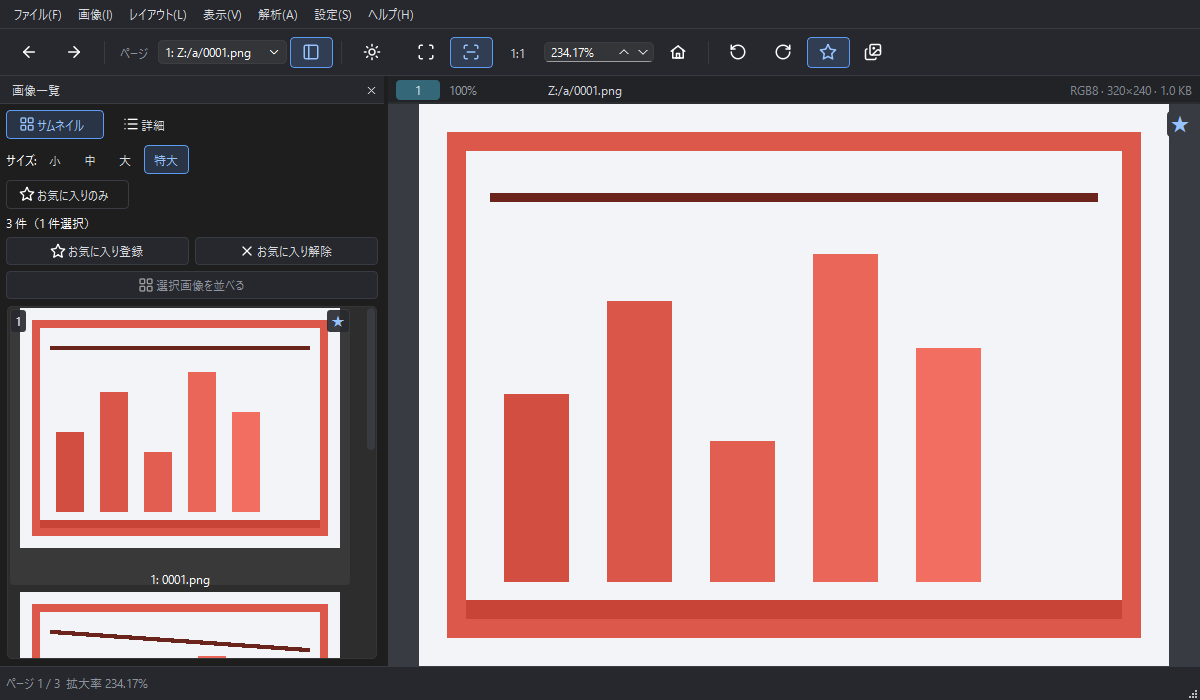 ファイル(F) 画像(I) レイアウト(L) 表示(V) 解析(A) 設定(S) ヘルプ(H)
ページ 1: Z:/a/0001.png 1:1 234.17%
画像一覧
1 100% Z:/a/0001.png RGB8 · 320×240 · 1.0 KB
サムネイル 詳細
サイズ: 小 中 大 特大
お気に入りのみ
3 件（1 件選択）
お気に入り登録 お気に入り解除
選択画像を並べる
1
1: 0001.png
ページ 1 / 3 拡大率 234.17%